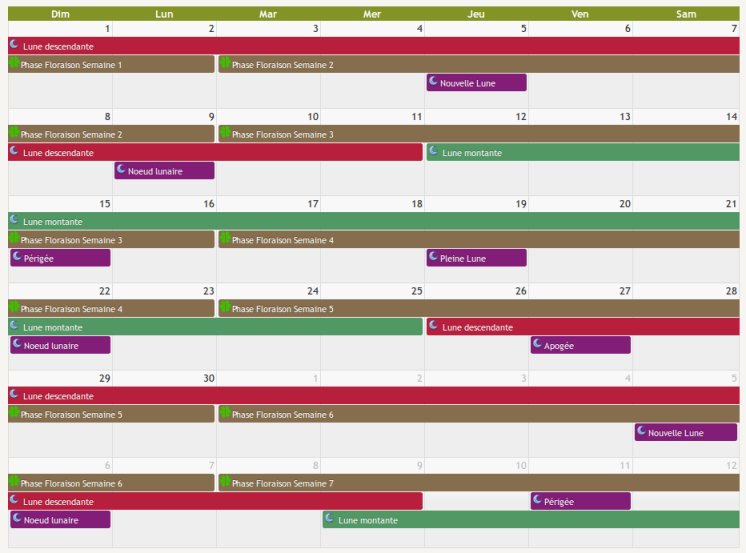 Dim Lun Mar Mer Jeu Ven Sam
1 2 3 4 5 6 7
Lune descendante
Phase Floraison Semaine 1 Phase Floraison Semaine 2
Nouvelle Lune
8 9 10 11 12 13 14
Phase Floraison Semaine 2 Phase Floraison Semaine 3
Lune descendante Lune montante
Noeud lunaire
15 16 17 18 19 20 21
Lune montante
Phase Floraison Semaine 3 Phase Floraison Semaine 4
Périgée Pleine Lune
22 23 24 25 26 27 28
Phase Floraison Semaine 4 Phase Floraison Semaine 5
Lune montante Lune descendante
Noeud lunaire Apogée
29 30 1 2 3 4 5
Lune descendante
Phase Floraison Semaine 5 Phase Floraison Semaine 6
Nouvelle Lune
6 7 8 9 10 11 12
Phase Floraison Semaine 6 Phase Floraison Semaine 7
Lune descendante Périgée
Noeud lunaire Lune montante